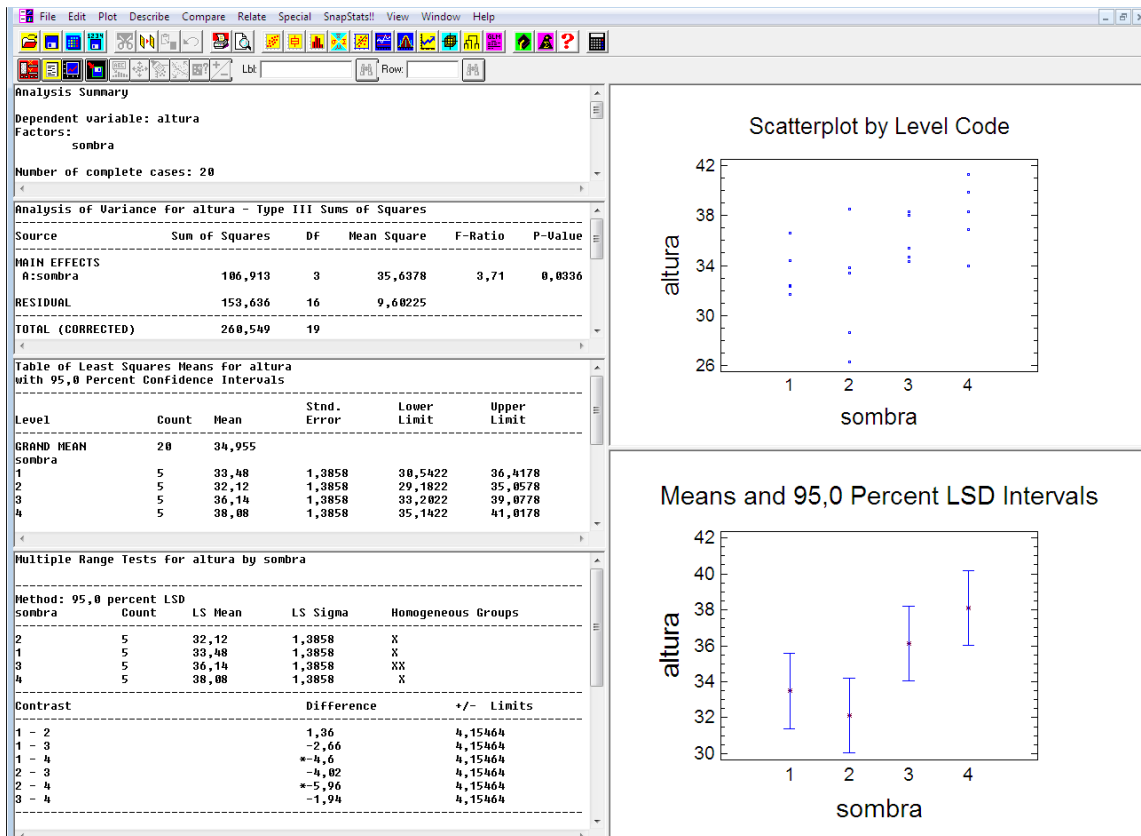 File Edit Plot Describe Compare Relate Special SnapStats!! View Window Help
Lbl: Row:
Analysis Summary
Dependent variable: altura
Factors:
sombra
Number of complete cases: 20
Analysis of Variance for altura - Type III Sums of Squares
Source Sum of Squares Df Mean Square F-Ratio P-Value
MAIN EFFECTS
A:sombra 106,913 3 35,6378 3,71 0,0336
RESIDUAL 153,636 16 9,60225
TOTAL (CORRECTED) 260,549 19
Table of Least Squares Means for altura
with 95,0 Percent Confidence Intervals
Stnd. Lower Upper
Level Count Mean Error Limit Limit
GRAND MEAN 20 34,955
sombra
1 5 33,48 1,3858 30,5422 36,4178
2 5 32,12 1,3858 29,1822 35,0578
3 5 36,14 1,3858 33,2022 39,0778
4 5 38,08 1,3858 35,1422 41,0178
Multiple Range Tests for altura by sombra
Method: 95,0 percent LSD
sombra Count LS Mean LS Sigma Homogeneous Groups
2 5 32,12 1,3858 X
1 5 33,48 1,3858 X
3 5 36,14 1,3858 XX
4 5 38,08 1,3858 X
Contrast Difference +/- Limits
1 - 2 1,36 4,15464
1 - 3 -2,66 4,15464
1 - 4 *-4,6 4,15464
2 - 3 -4,02 4,15464
2 - 4 *-5,96 4,15464
3 - 4 -1,94 4,15464
Scatterplot by Level Code
42
38
34
30
26
altura
1 2 3 4
sombra
Means and 95,0 Percent LSD Intervals
42
40
38
36
34
32
30
altura
1 2 3 4
sombra